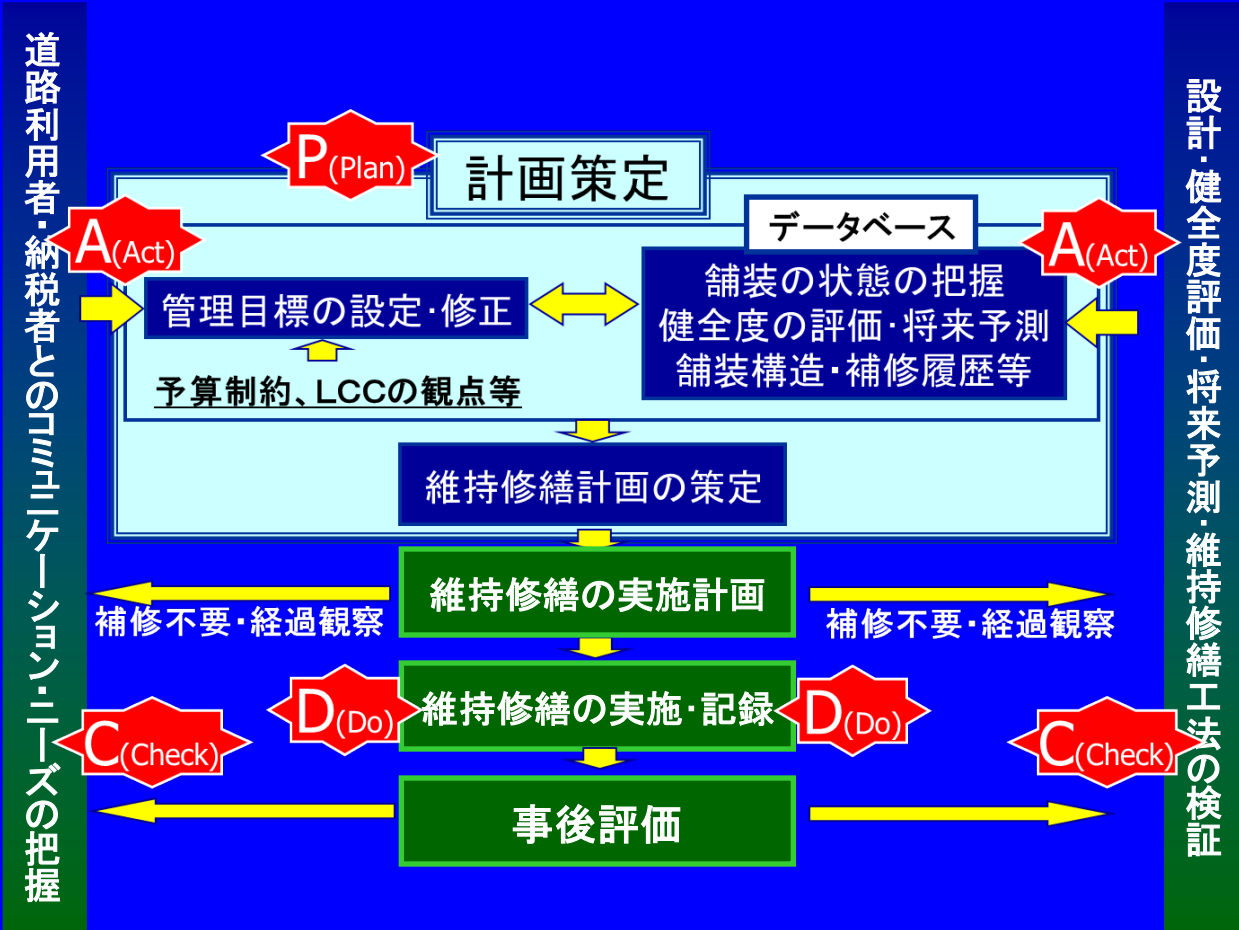 道路利用者・納税者とのコミュニケーション・ニーズの把握
P(Plan)
計画策定
A(Act)
データベース
A(Act)
管理目標の設定・修正
舗装の状態の把握
健全度の評価・将来予測
舗装構造・補修履歴等
予算制約、LCCの観点等
維持修繕計画の策定
維持修繕の実施計画
補修不要・経過観察
補修不要・経過観察
D(Do)
維持修繕の実施・記録
D(Do)
C(Check)
C(Check)
事後評価
設計・健全度評価・将来予測・維持修繕工法の検証